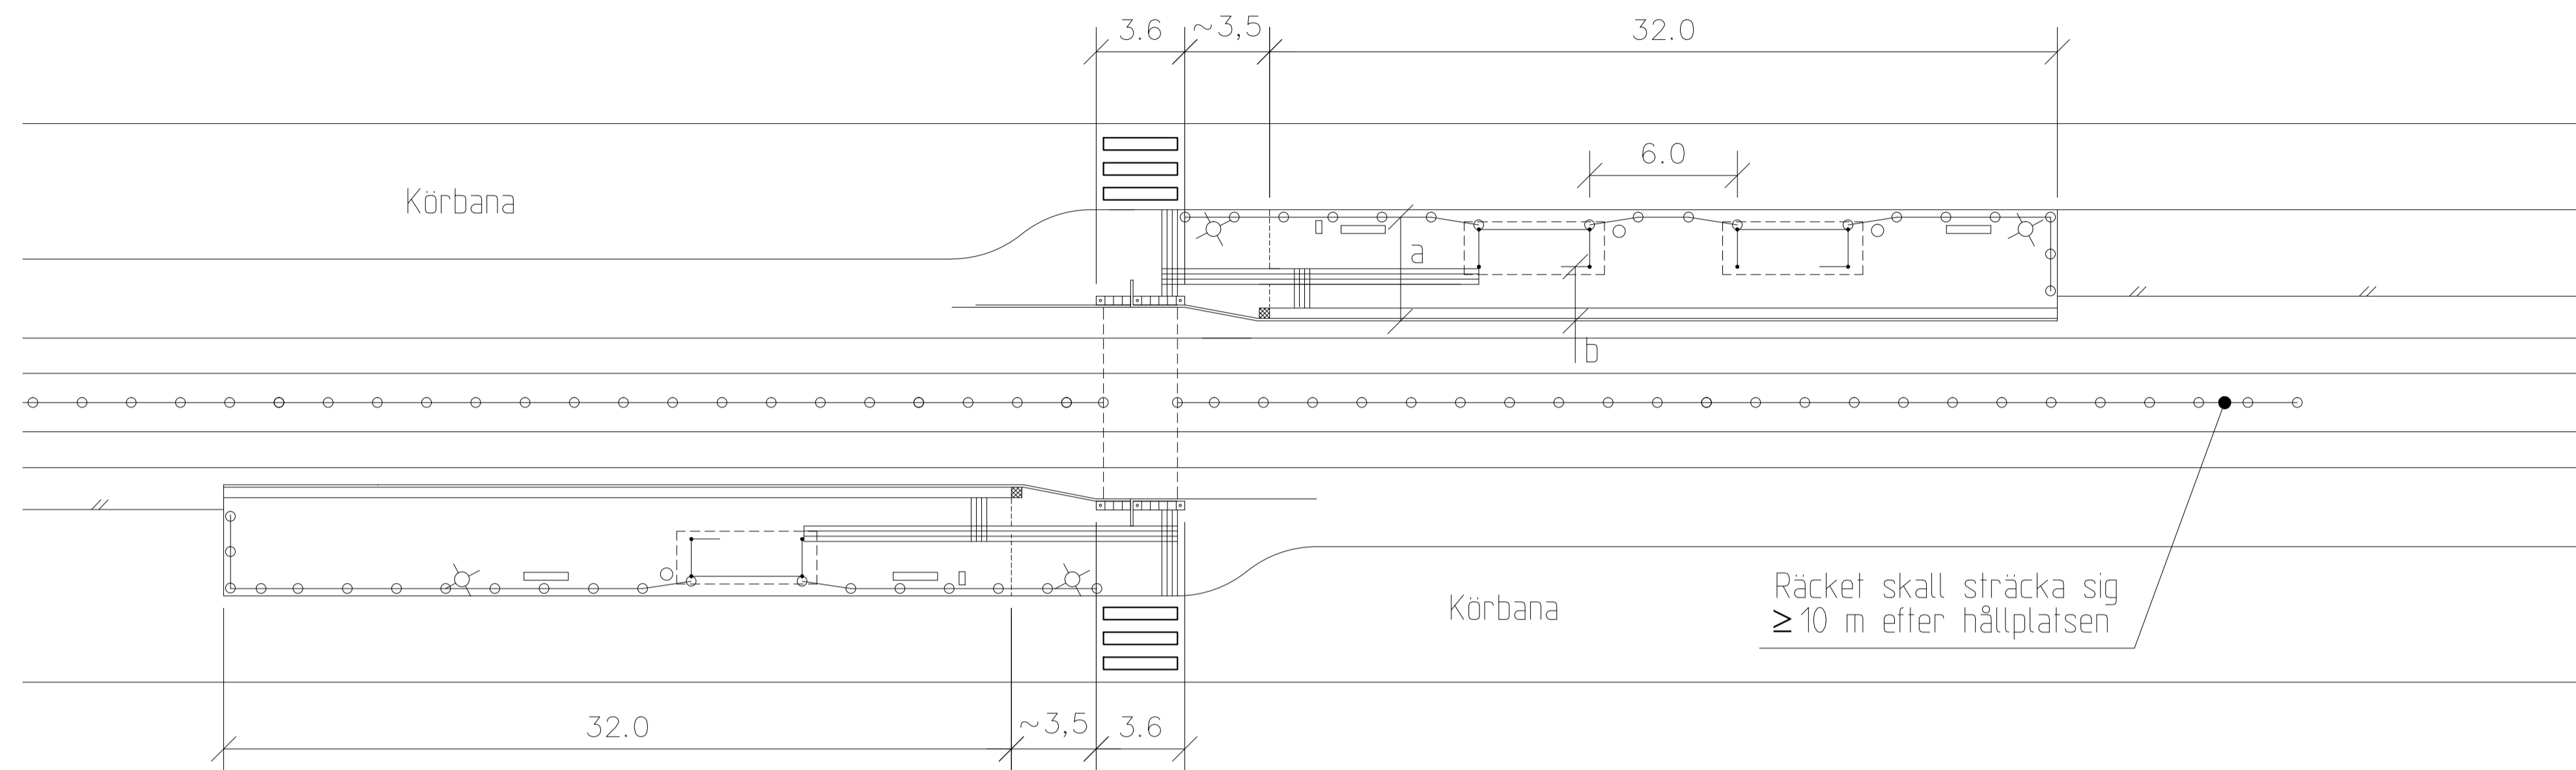 3.6
~3,5
32.0
6.0
Körbana
a
b
Räcket skall sträcka sig
≥10 m efter hållplatsen
Körbana
32.0
~3,5
3.6